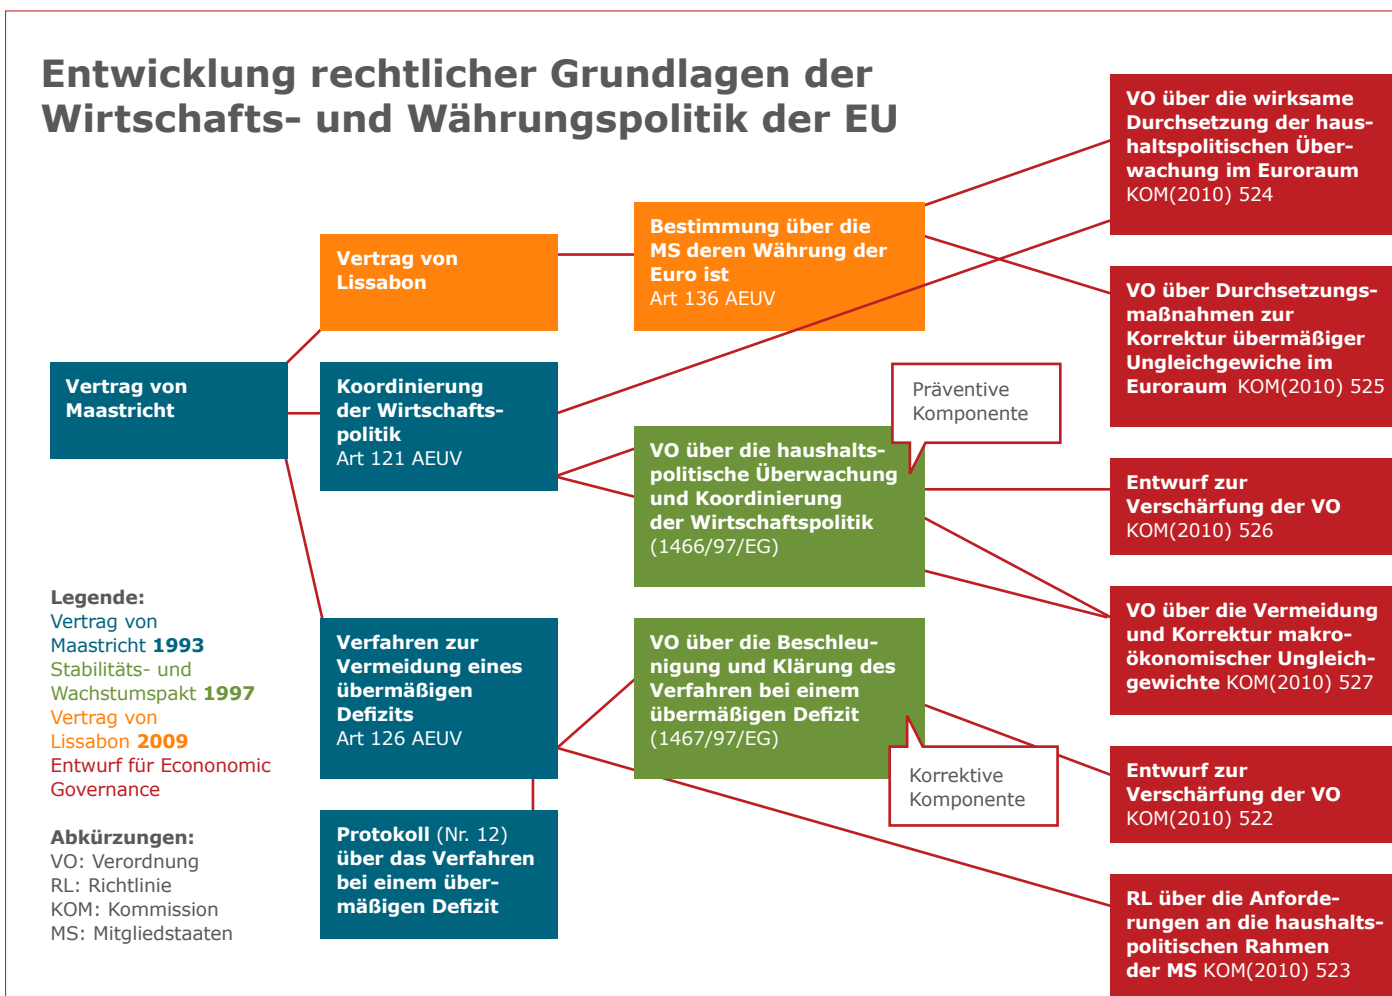 Entwicklung rechtlicher Grundlagen der
Wirtschafts- und Währungspolitik der EU
Vertrag von
Maastricht
Vertrag von
Lissabon
Koordinierung
der Wirtschafts-
politik
Art 121 AEUV
Verfahren zur
Vermeidung eines
übermäßigen
Defizits
Art 126 AEUV
Protokoll (Nr. 12)
über das Verfahren
bei einem über-
mäßigen Defizit
Bestimmung über die
MS deren Währung der
Euro ist
Art 136 AEUV
Präventive
Komponente
VO über die haushalts-
politische Überwachung
und Koordinierung
der Wirtschaftspolitik
(1466/97/EG)
VO über die Beschleu-
nigung und Klärung des
Verfahren bei einem
übermäßigen Defizit
(1467/97/EG)
Korrektive
Komponente
VO über die wirksame
Durchsetzung der haus-
haltspolitischen Über-
wachung im Euroraum
KOM(2010) 524
VO über Durchsetzungs-
maßnahmen zur
Korrektur übermäßiger
Ungleichgewiche im
Euroraum KOM(2010) 525
Entwurf zur
Verschärfung der VO
KOM(2010) 526
VO über die Vermeidung
und Korrektur makro-
ökonomischer Ungleich-
gewichte KOM(2010) 527
Entwurf zur
Verschärfung der VO
KOM(2010) 522
RL über die Anforde-
rungen an die haushalts-
politischen Rahmen
der MS KOM(2010) 523
Legende:
Vertrag von
Maastricht 1993
Stabilitäts- und
Wachstumspakt 1997
Vertrag von
Lissabon 2009
Entwurf für Econonomic
Governance
Abkürzungen:
VO: Verordnung
RL: Richtlinie
KOM: Kommission
MS: Mitgliedstaaten